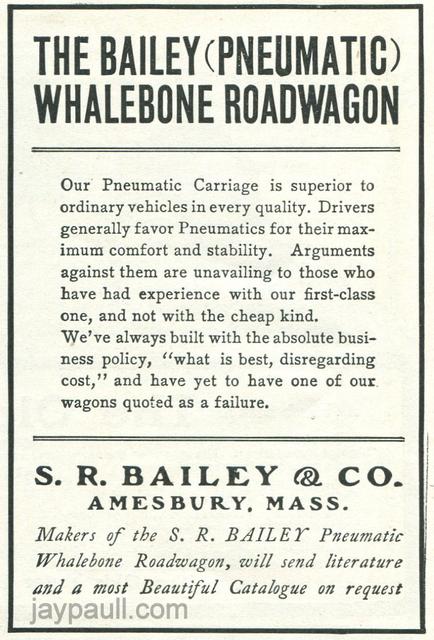 THE BAILEY (PNEUMATIC)
WHALEBONE ROADWAGON
Our Pneumatic Carriage is superior to
ordinary vehicles in every quality. Drivers
generally favor Pneumatics for their max-
imum comfort and stability. Arguments
against them are unavailing to those who
have had experience with our first-class
one, and not with the cheap kind.
We've always built with the absolute busi-
ness policy, "what is best, disregarding
cost," and have yet to have one of our
wagons quoted as a failure.
S. R. BAILEY & CO.
AMESBURY, MASS.
Makers of the S. R. BAILEY Pneumatic
Whalebone Roadwagon, will send literature
and a most Beautiful Catalogue on request
jaypaull.com